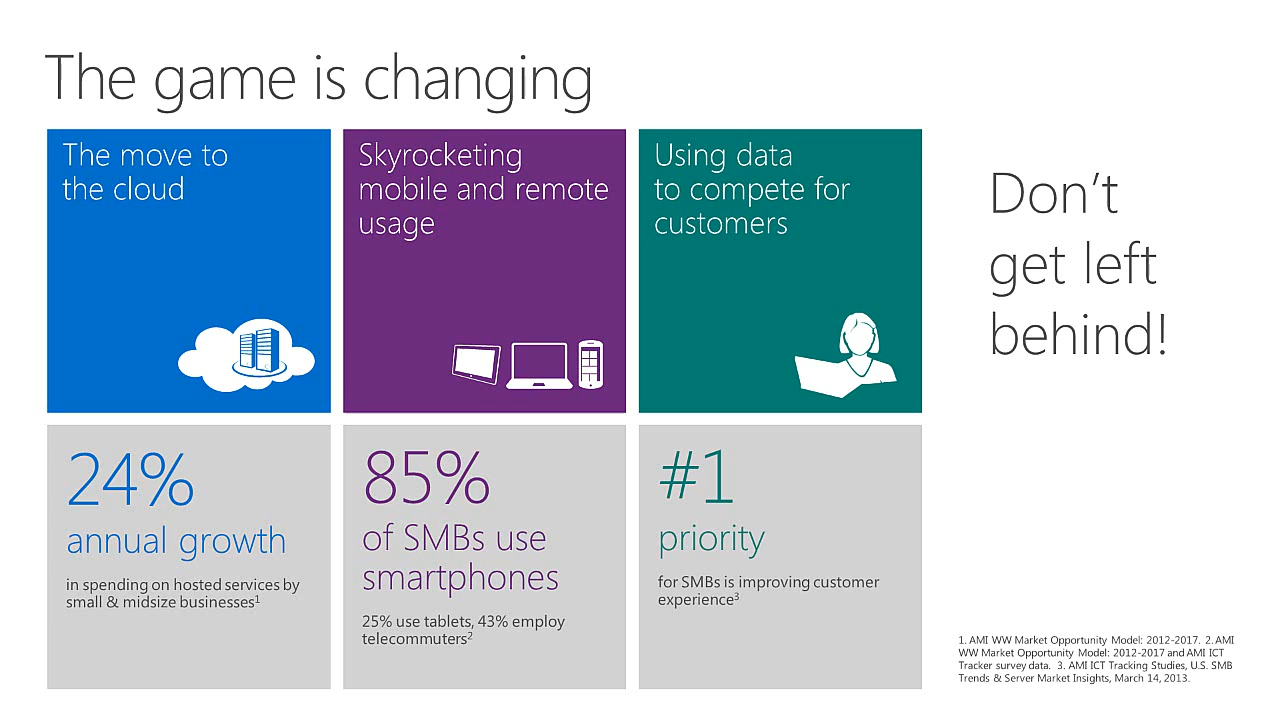 The game is changing
The move to
the cloud
Skyrocketing
mobile and remote
usage
Using data
to compete for
customers
Don't
get left
behind!
24%
annual growth
in spending on hosted services by
small & midsize businesses1
85%
of SMBs use
smartphones
25% use tablets, 43% employ
telecommuters2
#1
priority
for SMBs is improving customer
experience3
1. AMI WW Market Opportunity Model: 2012-2017. 2. AMI
WW Market Opportunity Model: 2012-2017 and AMI ICT
Tracker survey data. 3. AMI ICT Tracking Studies, U.S. SMB
Trends & Server Market Insights, March 14, 2013.